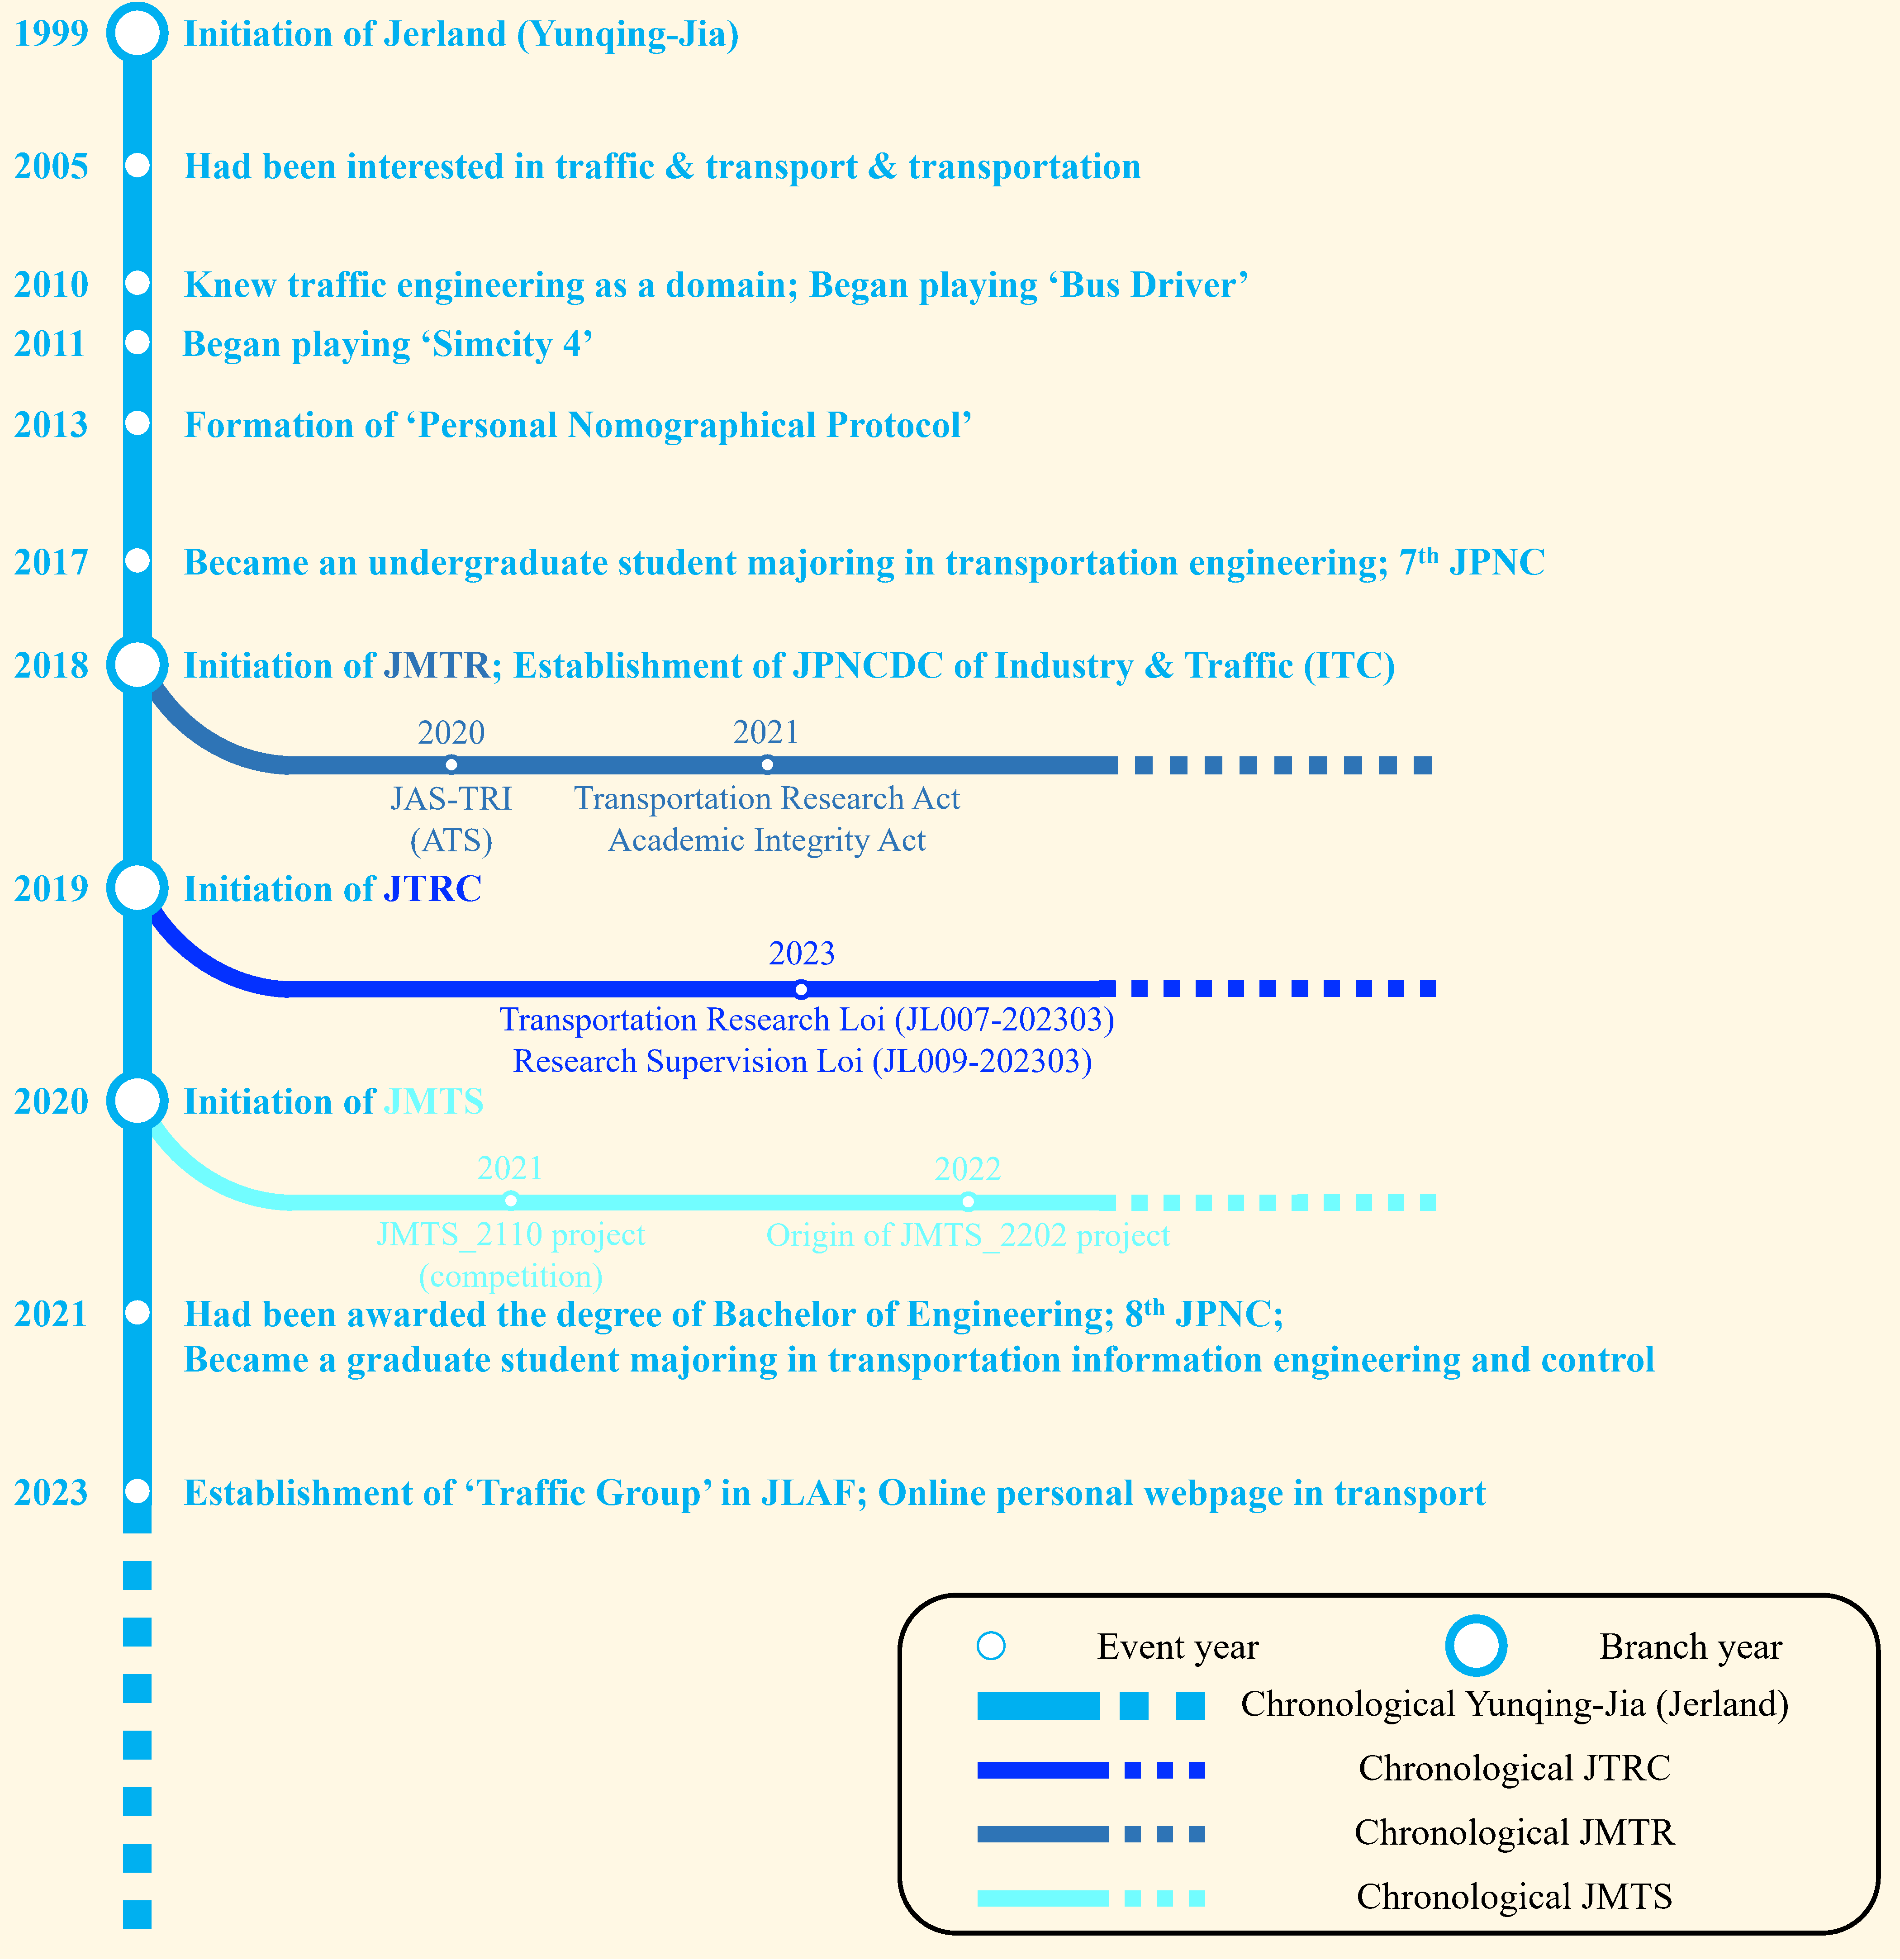 1999 Initiation of Jerland (Yunqing-Jia)
2005 Had been interested in traffic & transport & transportation
2010 Knew traffic engineering as a domain; Began playing ‘Bus Driver’
2011 Began playing ‘Simcity 4’
2013 Formation of ‘Personal Nomographical Protocol’
2017 Became an undergraduate student majoring in transportation engineering; 7th JPNC
2018 Initiation of JMTR; Establishment of JPNCDC of Industry & Traffic (ITC)
2020 2021
JAS-TRI Transportation Research Act
(ATS) Academic Integrity Act
2019 Initiation of JTRC
2023
Transportation Research Loi (JL007-202303)
Research Supervision Loi (JL009-202303)
2020 Initiation of JMTS
2021 2022
JMTS_2110 project Origin of JMTS_2202 project
(competition)
2021 Had been awarded the degree of Bachelor of Engineering; 8th JPNC;
Became a graduate student majoring in transportation information engineering and control
2023 Establishment of ‘Traffic Group’ in JLAF; Online personal webpage in transport
Event year Branch year
Chronological Yunqing-Jia (Jerland)
Chronological JTRC
Chronological JMTR
Chronological JMTS